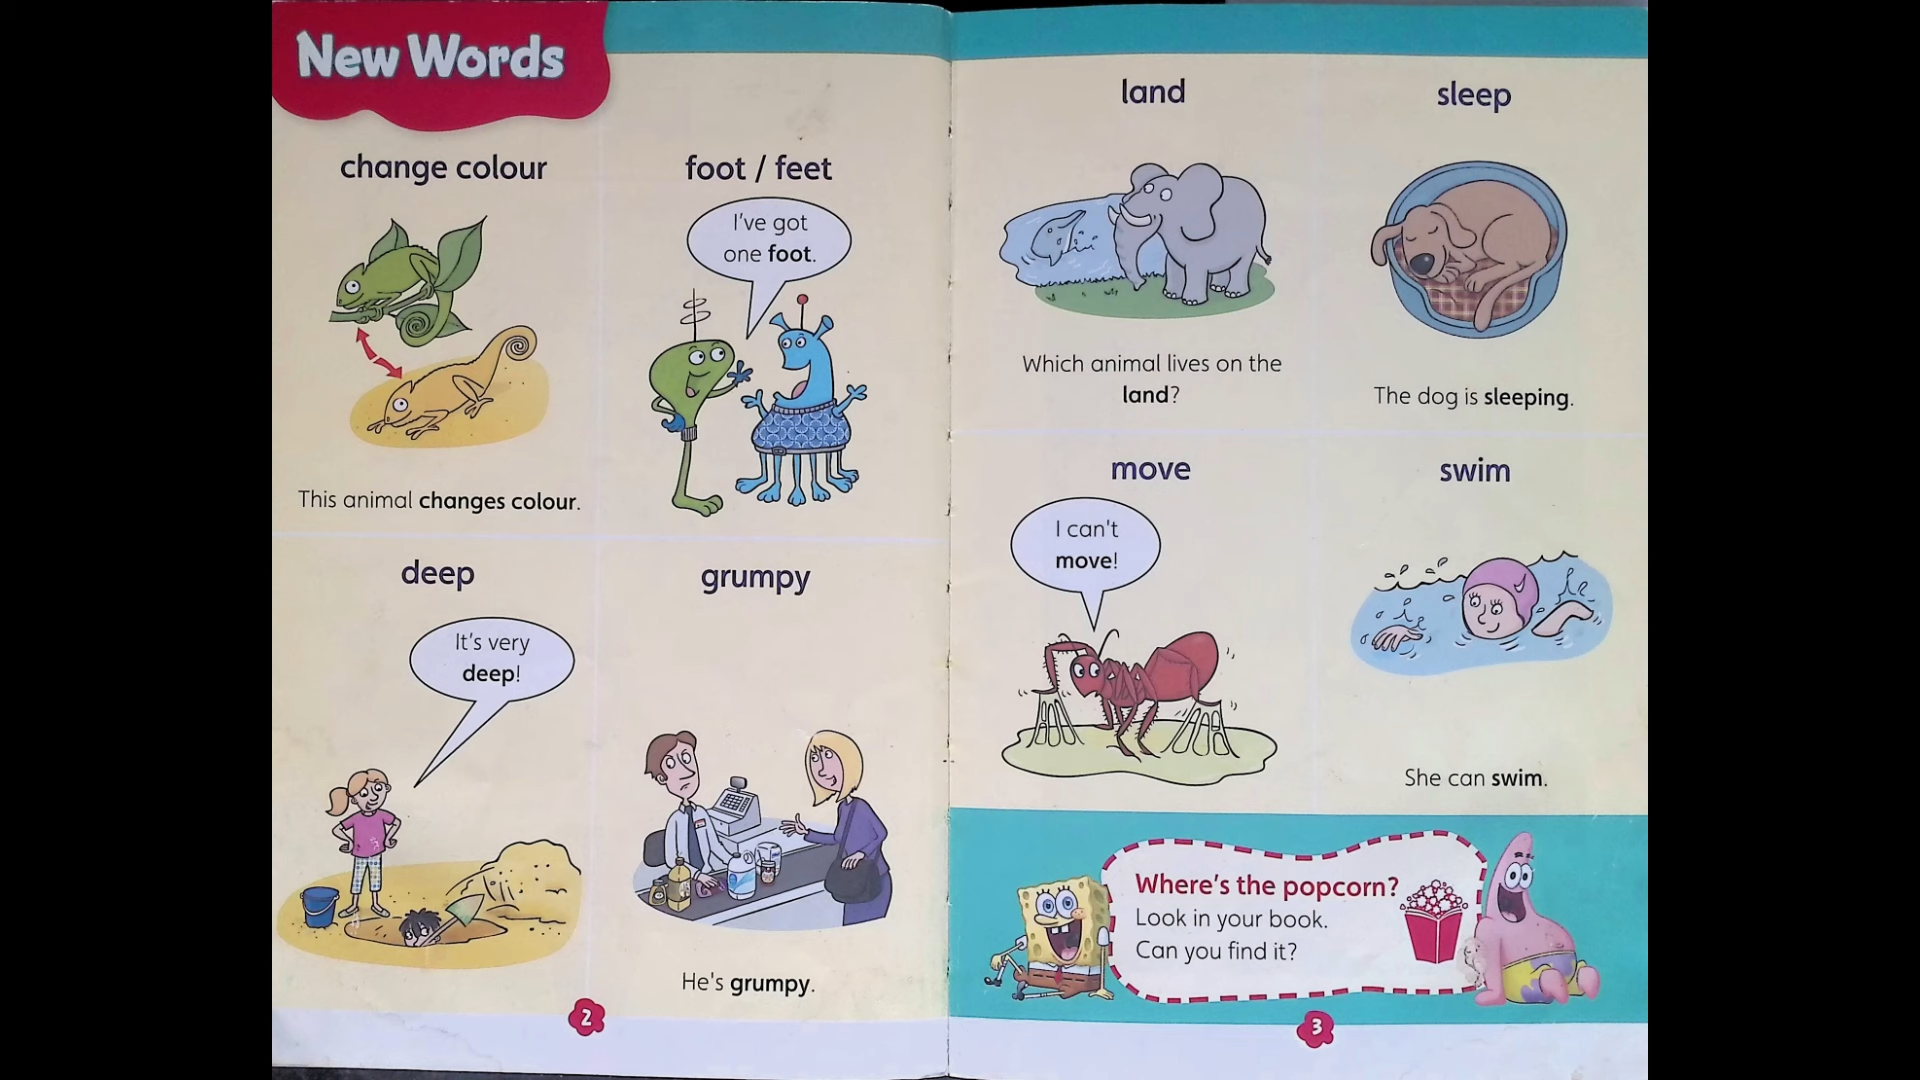 New Words
change colour
This animal changes colour.
foot / feet
I've got
one foot.
deep
It's very
deep!
grumpy
He's grumpy.
2
land
Which animal lives on the
land?
sleep
The dog is sleeping.
move
I can't
move!
swim
She can swim.
Where's the popcorn?
Look in your book.
Can you find it?
3